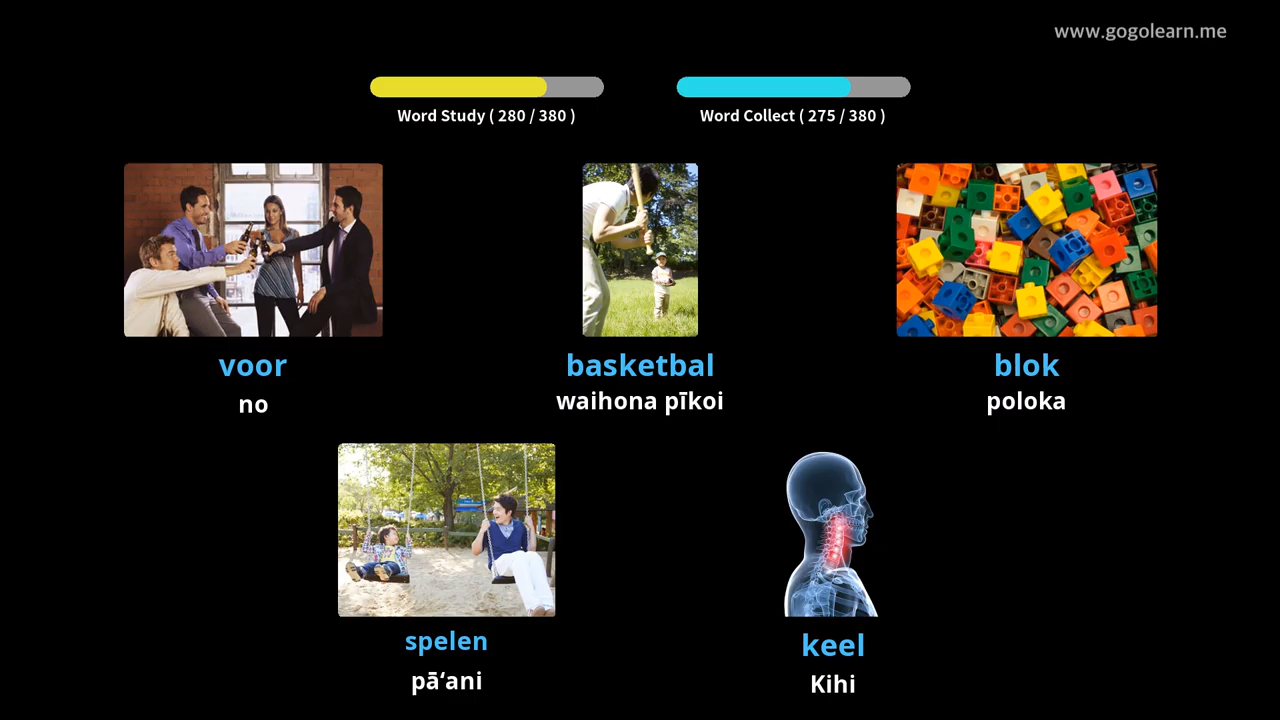 www.gogolearn.me
Word Study ( 280 / 380 )
Word Collect ( 275 / 380 )
voor
no
basketbal
waihona pīkoi
blok
poloka
spelen
pāʻani
keel
Kihi